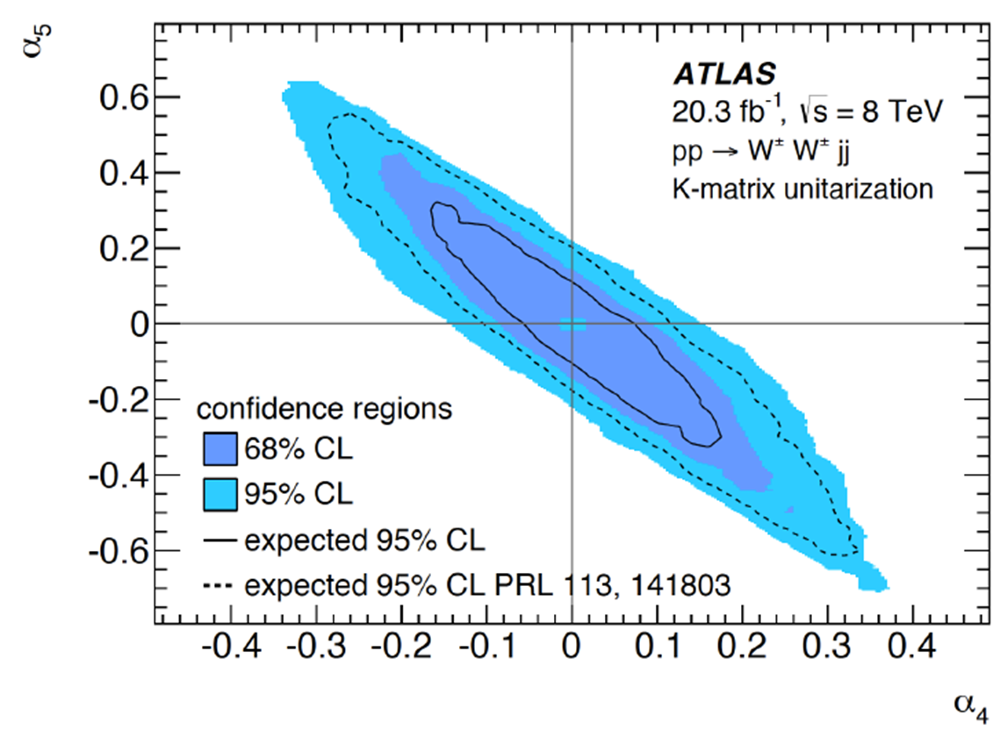 α5
ATLAS
20.3 fb-1, √s = 8 TeV
pp → W± W± jj
K-matrix unitarization
0.6
0.4
0.2
0
-0.2
-0.4
-0.6
confidence regions
68% CL
95% CL
expected 95% CL
expected 95% CL PRL 113, 141803
-0.4 -0.3 -0.2 -0.1 0 0.1 0.2 0.3 0.4
α4